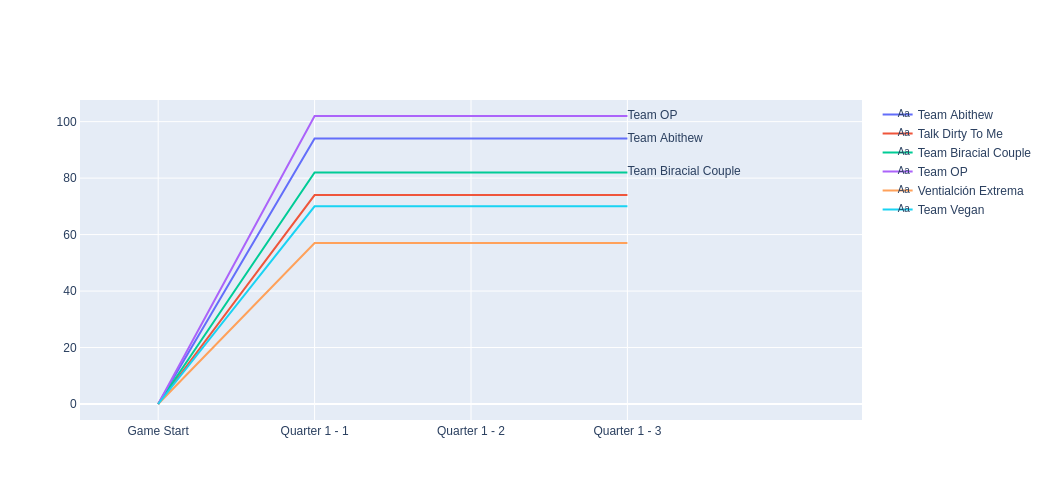 100
80
60
40
20
0
Game Start
Quarter 1 - 1
Quarter 1 - 2
Quarter 1 - 3
Team OP
Team Abithew
Team Biracial Couple
Aa Team Abithew
Aa Talk Dirty To Me
Aa Team Biracial Couple
Aa Team OP
Aa Ventialción Extrema
Aa Team Vegan